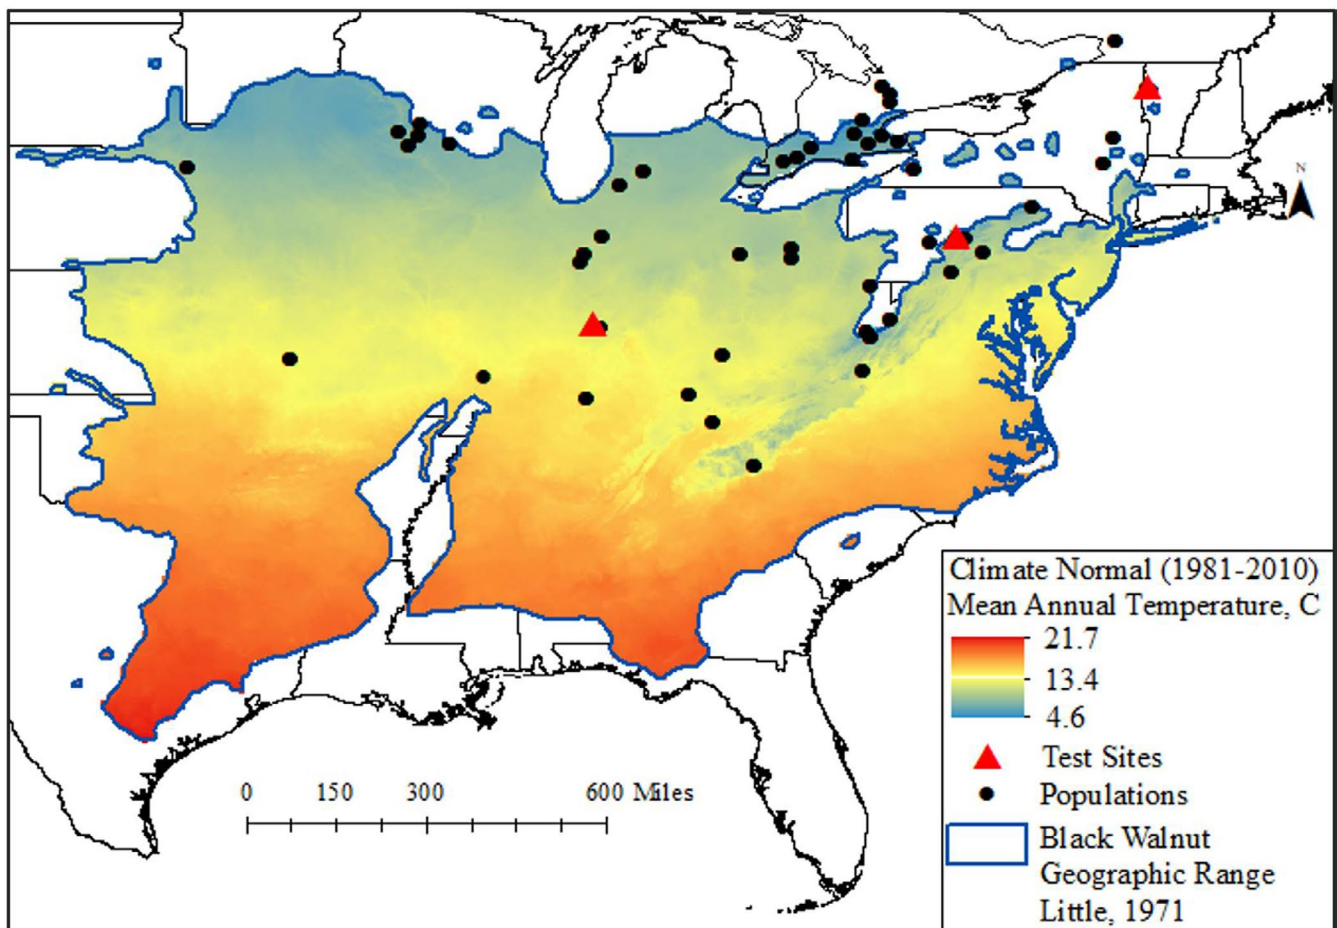 N
Climate Normal (1981-2010)
Mean Annual Temperature, C
21.7
13.4
4.6
Test Sites
Populations
Black Walnut
Geographic Range
Little, 1971
0 150 300 600 Miles